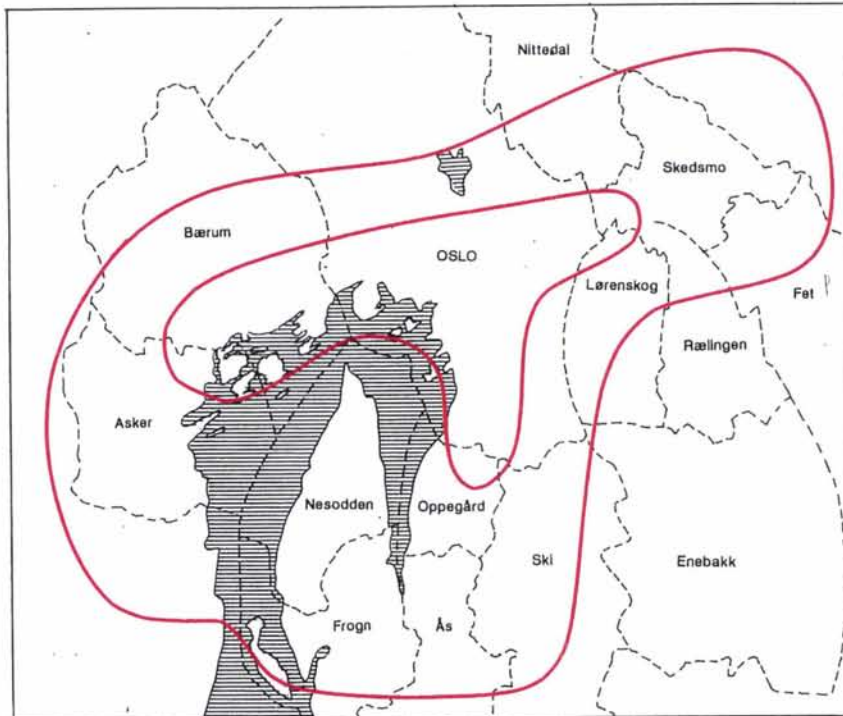 Nittedal
Skedsmo
Bærum
OSLO
Lørenskog
Fet
Rælingen
Asker
Nesodden
Oppegård
Ski
Enebakk
Frogn
Ås